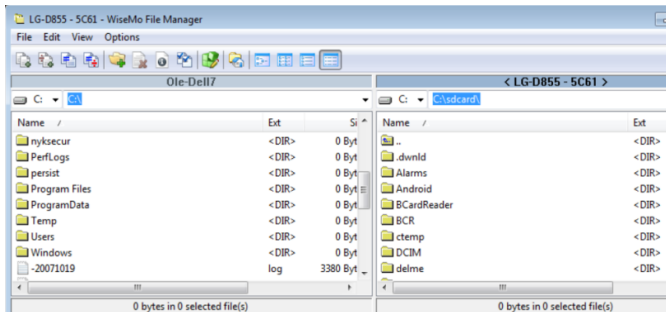 LG-D855 - 5C61 - WiseMo File Manager
File Edit View Options
Ole-Dell7
C: C:\
Name / Ext Si
nyksecur <DIR> 0 Byt
PerfLogs <DIR> 0 Byt
persist <DIR> 0 Byt
Program Files <DIR> 0 Byt
ProgramData <DIR> 0 Byt
Temp <DIR> 0 Byt
Users <DIR> 0 Byt
Windows <DIR> 0 Byt
-20071019 log 3380 Byt
0 bytes in 0 selected file(s)
< LG-D855 - 5C61 >
C: C:\sdcard\
Name / Ext
.. <DIR>
.dwnld <DIR>
Alarms <DIR>
Android <DIR>
BCardReader <DIR>
BCR <DIR>
ctemp <DIR>
DCIM <DIR>
delme <DIR>
0 bytes in 0 selected file(s)